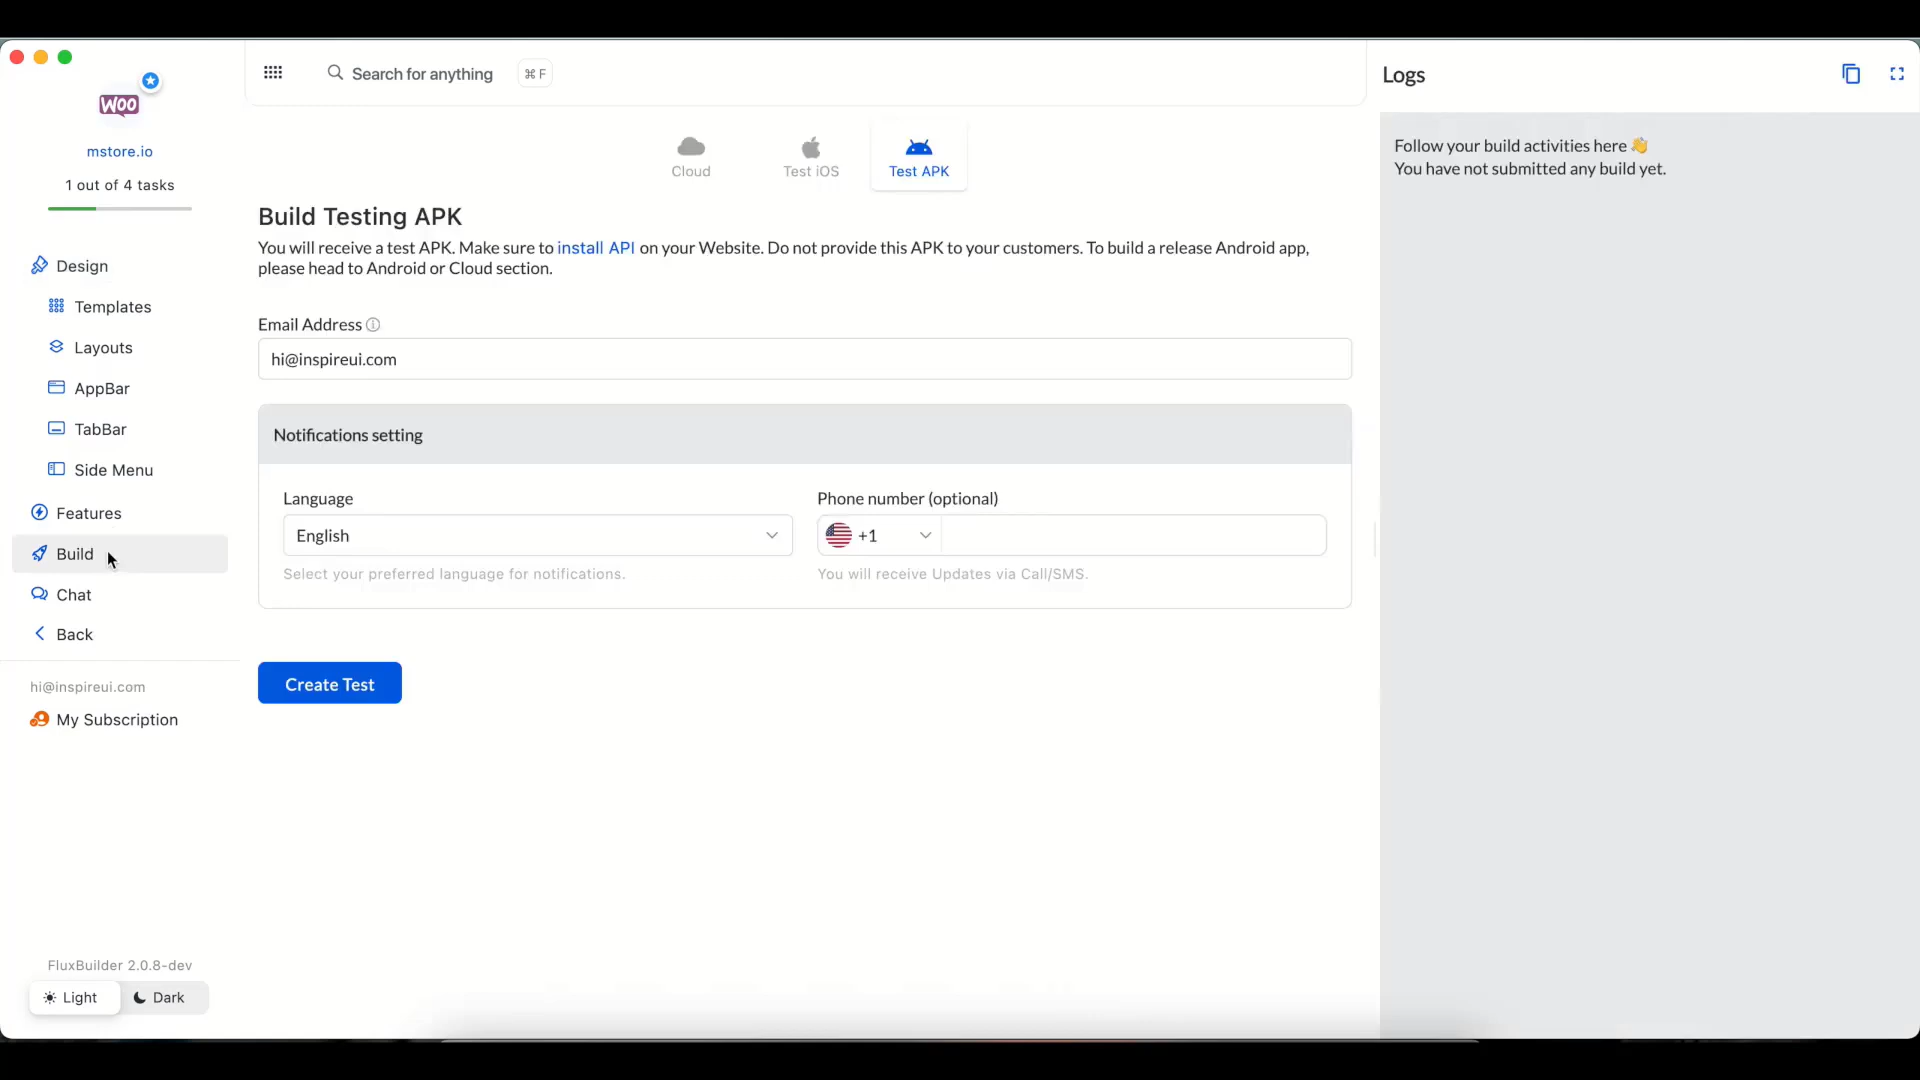 WOO
mstore.io
1 out of 4 tasks
Design
Templates
Layouts
AppBar
TabBar
Side Menu
Features
Build
Chat
Back
hi@inspireui.com
My Subscription
FluxBuilder 2.0.8-dev
Light
Dark
Search for anything
⌘ F
Cloud
Test iOS
Test APK
Build Testing APK
You will receive a test APK. Make sure to install API on your Website. Do not provide this APK to your customers. To build a release Android app,
please head to Android or Cloud section.
Email Address
hi@inspireui.com
Notifications setting
Language
English
Select your preferred language for notifications.
Phone number (optional)
+1
You will receive Updates via Call/SMS.
Create Test
Logs
Follow your build activities here 👋
You have not submitted any build yet.